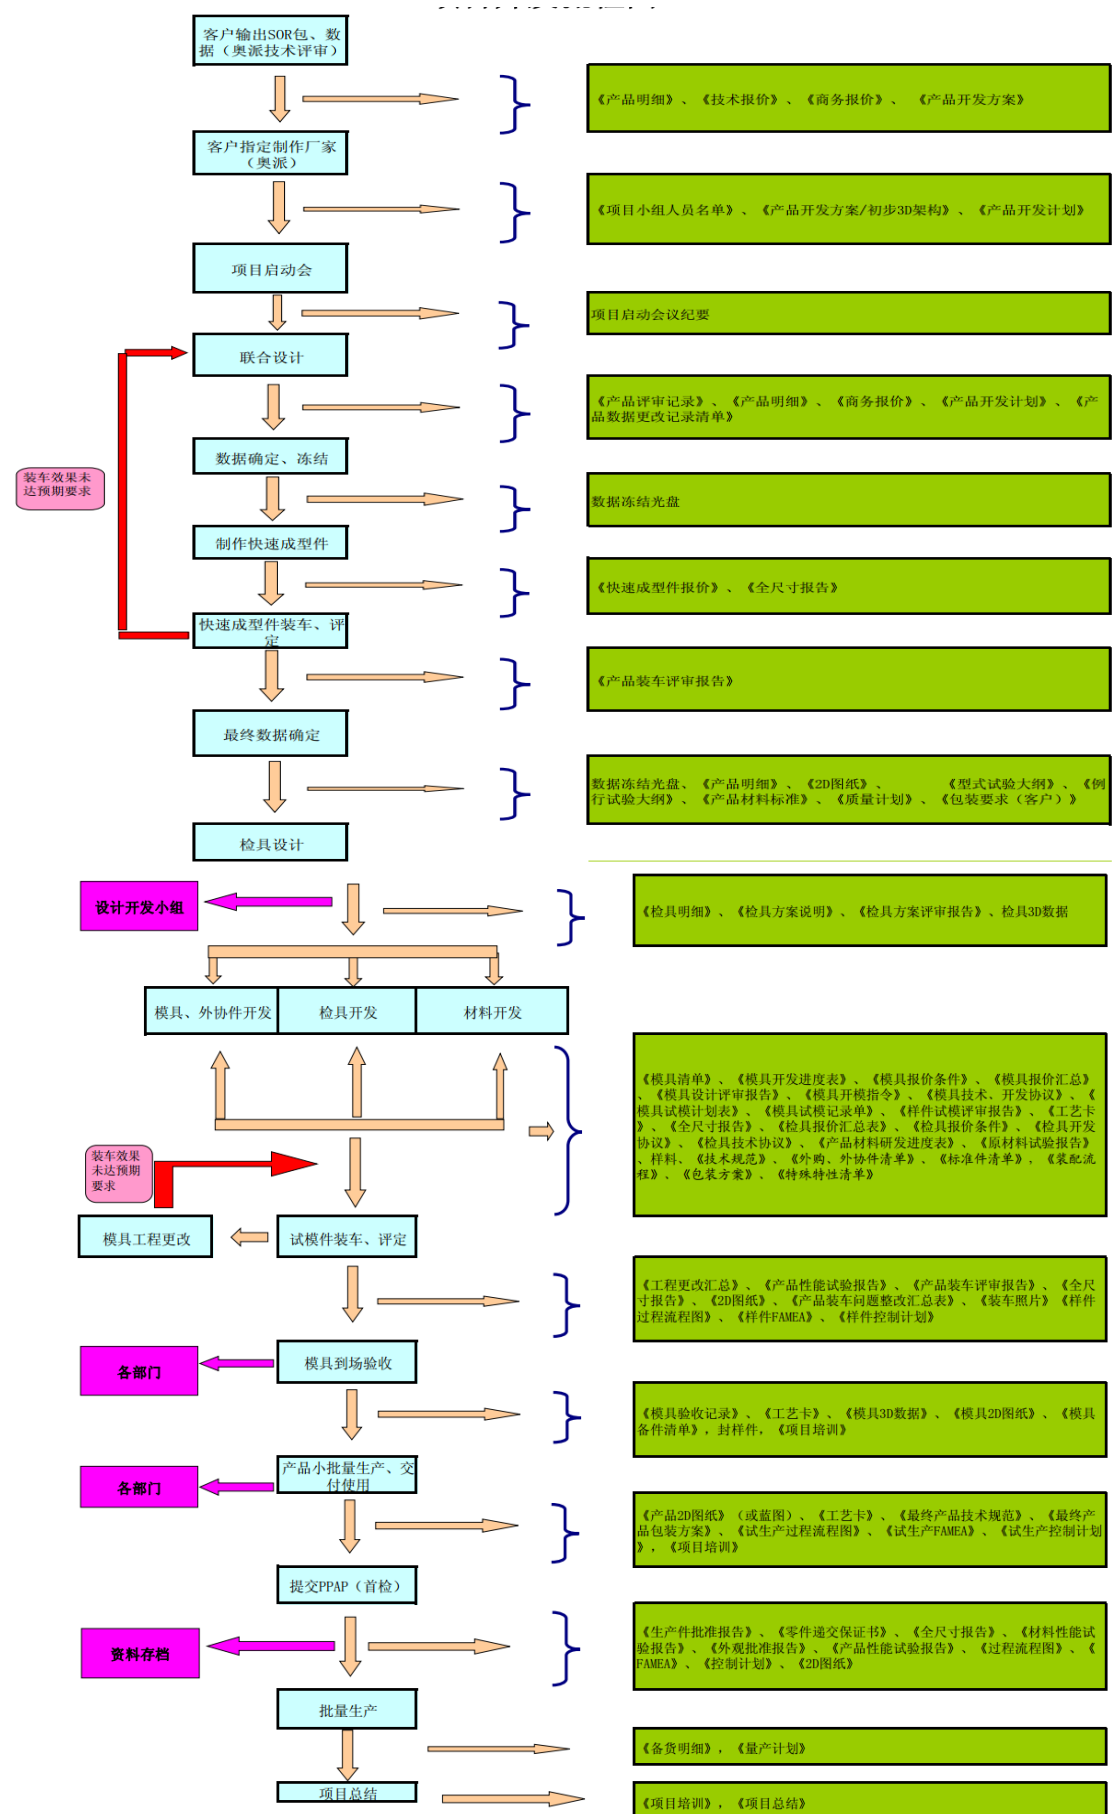 客户输出SOR包、数
据（奥派技术评审）
《产品明细》、《技术报价》、《商务报价》、 《产品开发方案》
客户指定制作厂家
（奥派）
《项目小组人员名单》、《产品开发方案/初步3D架构》、《产品开发计划》
项目启动会
项目启动会议纪要
联合设计
《产品评审记录》、《产品明细》、《商务报价》、《产品开发计划》、《产
品数据更改记录清单》
数据确定、冻结
装车效果未
达预期要求
数据冻结光盘
制作快速成型件
《快速成型件报价》、《全尺寸报告》
快速成型件装车、评
定
《产品装车评审报告》
最终数据确定
数据冻结光盘、《产品明细》、《2D图纸》、 《型式试验大纲》、《例
行试验大纲》、《产品材料标准》、《质量计划》、《包装要求（客户）》
检具设计
设计开发小组
《检具明细》、《检具方案说明》、《检具方案评审报告》、检具3D数据
模具、外协件开发
检具开发
材料开发
《模具清单》、《模具开发进度表》、《模具报价条件》、《模具报价汇总》
、《模具设计评审报告》、《模具开模指令》、《模具技术、开发协议》、《
模具试模计划表》、《模具试模记录单》、《样件试模评审报告》、《工艺卡
》、《全尺寸报告》、《检具报价汇总表》、《检具报价条件》、《检具开发
协议》、《检具技术协议》、《产品材料研发进度表》、《原材料试验报告》
、样料、《技术规范》、《外购、外协件清单》、《标准件清单》，《装配流
程》、《包装方案》、《特殊特性清单》
装车效果
未达预期
要求
模具工程更改
试模件装车、评定
《工程更改汇总》、《产品性能试验报告》、《产品装车评审报告》、《全尺
寸报告》、《2D图纸》、《产品装车问题整改汇总表》、《装车照片》《样件
过程流程图》、《样件FAMEA》、《样件控制计划》
各部门
模具到场验收
《模具验收记录》、《工艺卡》、《模具3D数据》、《模具2D图纸》、《模具
备件清单》，封样件，《项目培训》
各部门
产品小批量生产、交
付使用
《产品2D图纸》（或蓝图）、《工艺卡》、《最终产品技术规范》、《最终产
品包装方案》、《试生产过程流程图》、《试生产FAMEA》、《试生产控制计划
》，《项目培训》
提交PPAP（首检）
《生产件批准报告》、《零件递交保证书》、《全尺寸报告》、《材料性能试
验报告》、《外观批准报告》、《产品性能试验报告》、《过程流程图》、《
FAMEA》、《控制计划》、《2D图纸》
资料存档
批量生产
《备货明细》，《量产计划》
项目总结
《项目培训》，《项目总结》